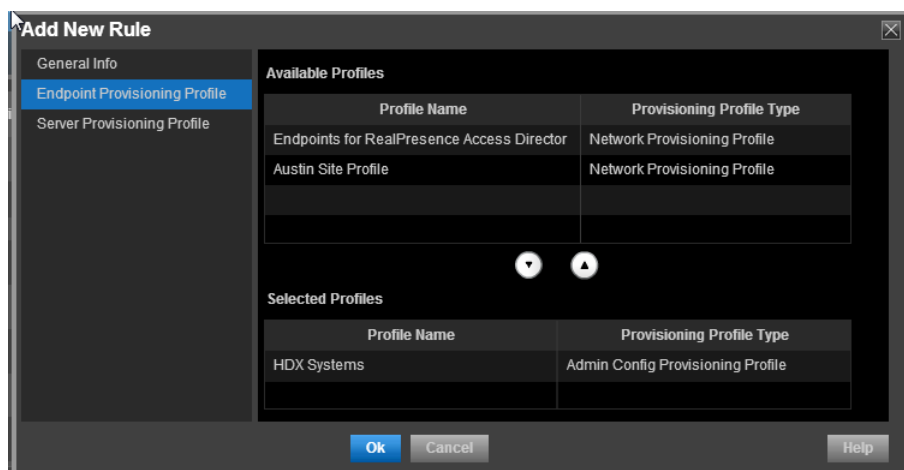 Add New Rule
General Info
Endpoint Provisioning Profile
Server Provisioning Profile
Available Profiles
Profile Name Provisioning Profile Type
Endpoints for RealPresence Access Director Network Provisioning Profile
Austin Site Profile Network Provisioning Profile
Selected Profiles
Profile Name Provisioning Profile Type
HDX Systems Admin Config Provisioning Profile
Ok Cancel Help